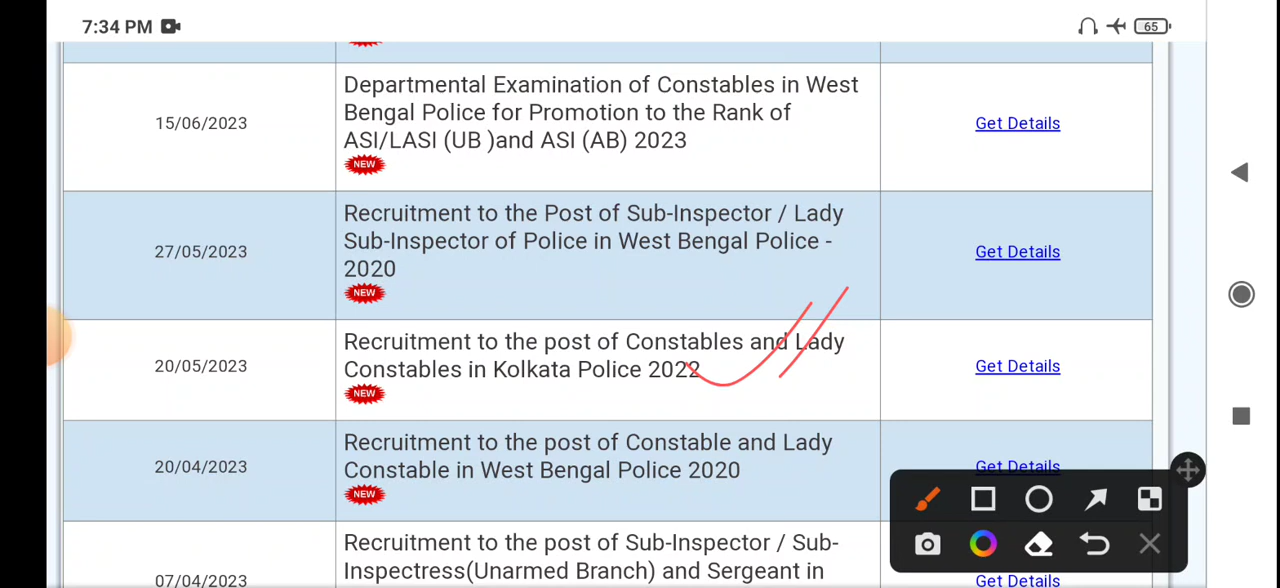 7:34 PM
65
15/06/2023
Departmental Examination of Constables in West
Bengal Police for Promotion to the Rank of
ASI/LASI (UB )and ASI (AB) 2023
NEW
Get Details
27/05/2023
Recruitment to the Post of Sub-Inspector / Lady
Sub-Inspector of Police in West Bengal Police -
2020
NEW
Get Details
20/05/2023
Recruitment to the post of Constables and Lady
Constables in Kolkata Police 2022
NEW
Get Details
20/04/2023
Recruitment to the post of Constable and Lady
Constable in West Bengal Police 2020
NEW
Get Details
07/04/2023
Recruitment to the post of Sub-Inspector / Sub-
Inspectress(Unarmed Branch) and Sergeant in
Get Details